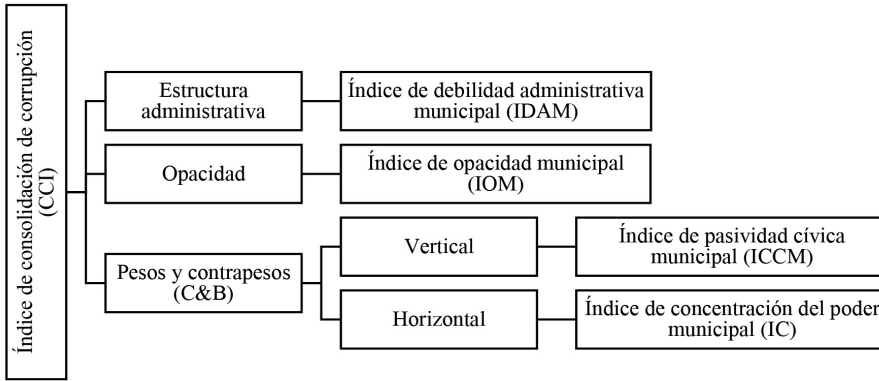 Índice de consolidación de corrupción
(CCI)
Estructura
administrativa
Índice de debilidad administrativa
municipal (IDAM)
Opacidad
Índice de opacidad municipal
(IOM)
Pesos y contrapesos
(C&B)
Vertical
Índice de pasividad cívica
municipal (ICCM)
Horizontal
Índice de concentración del poder
municipal (IC)